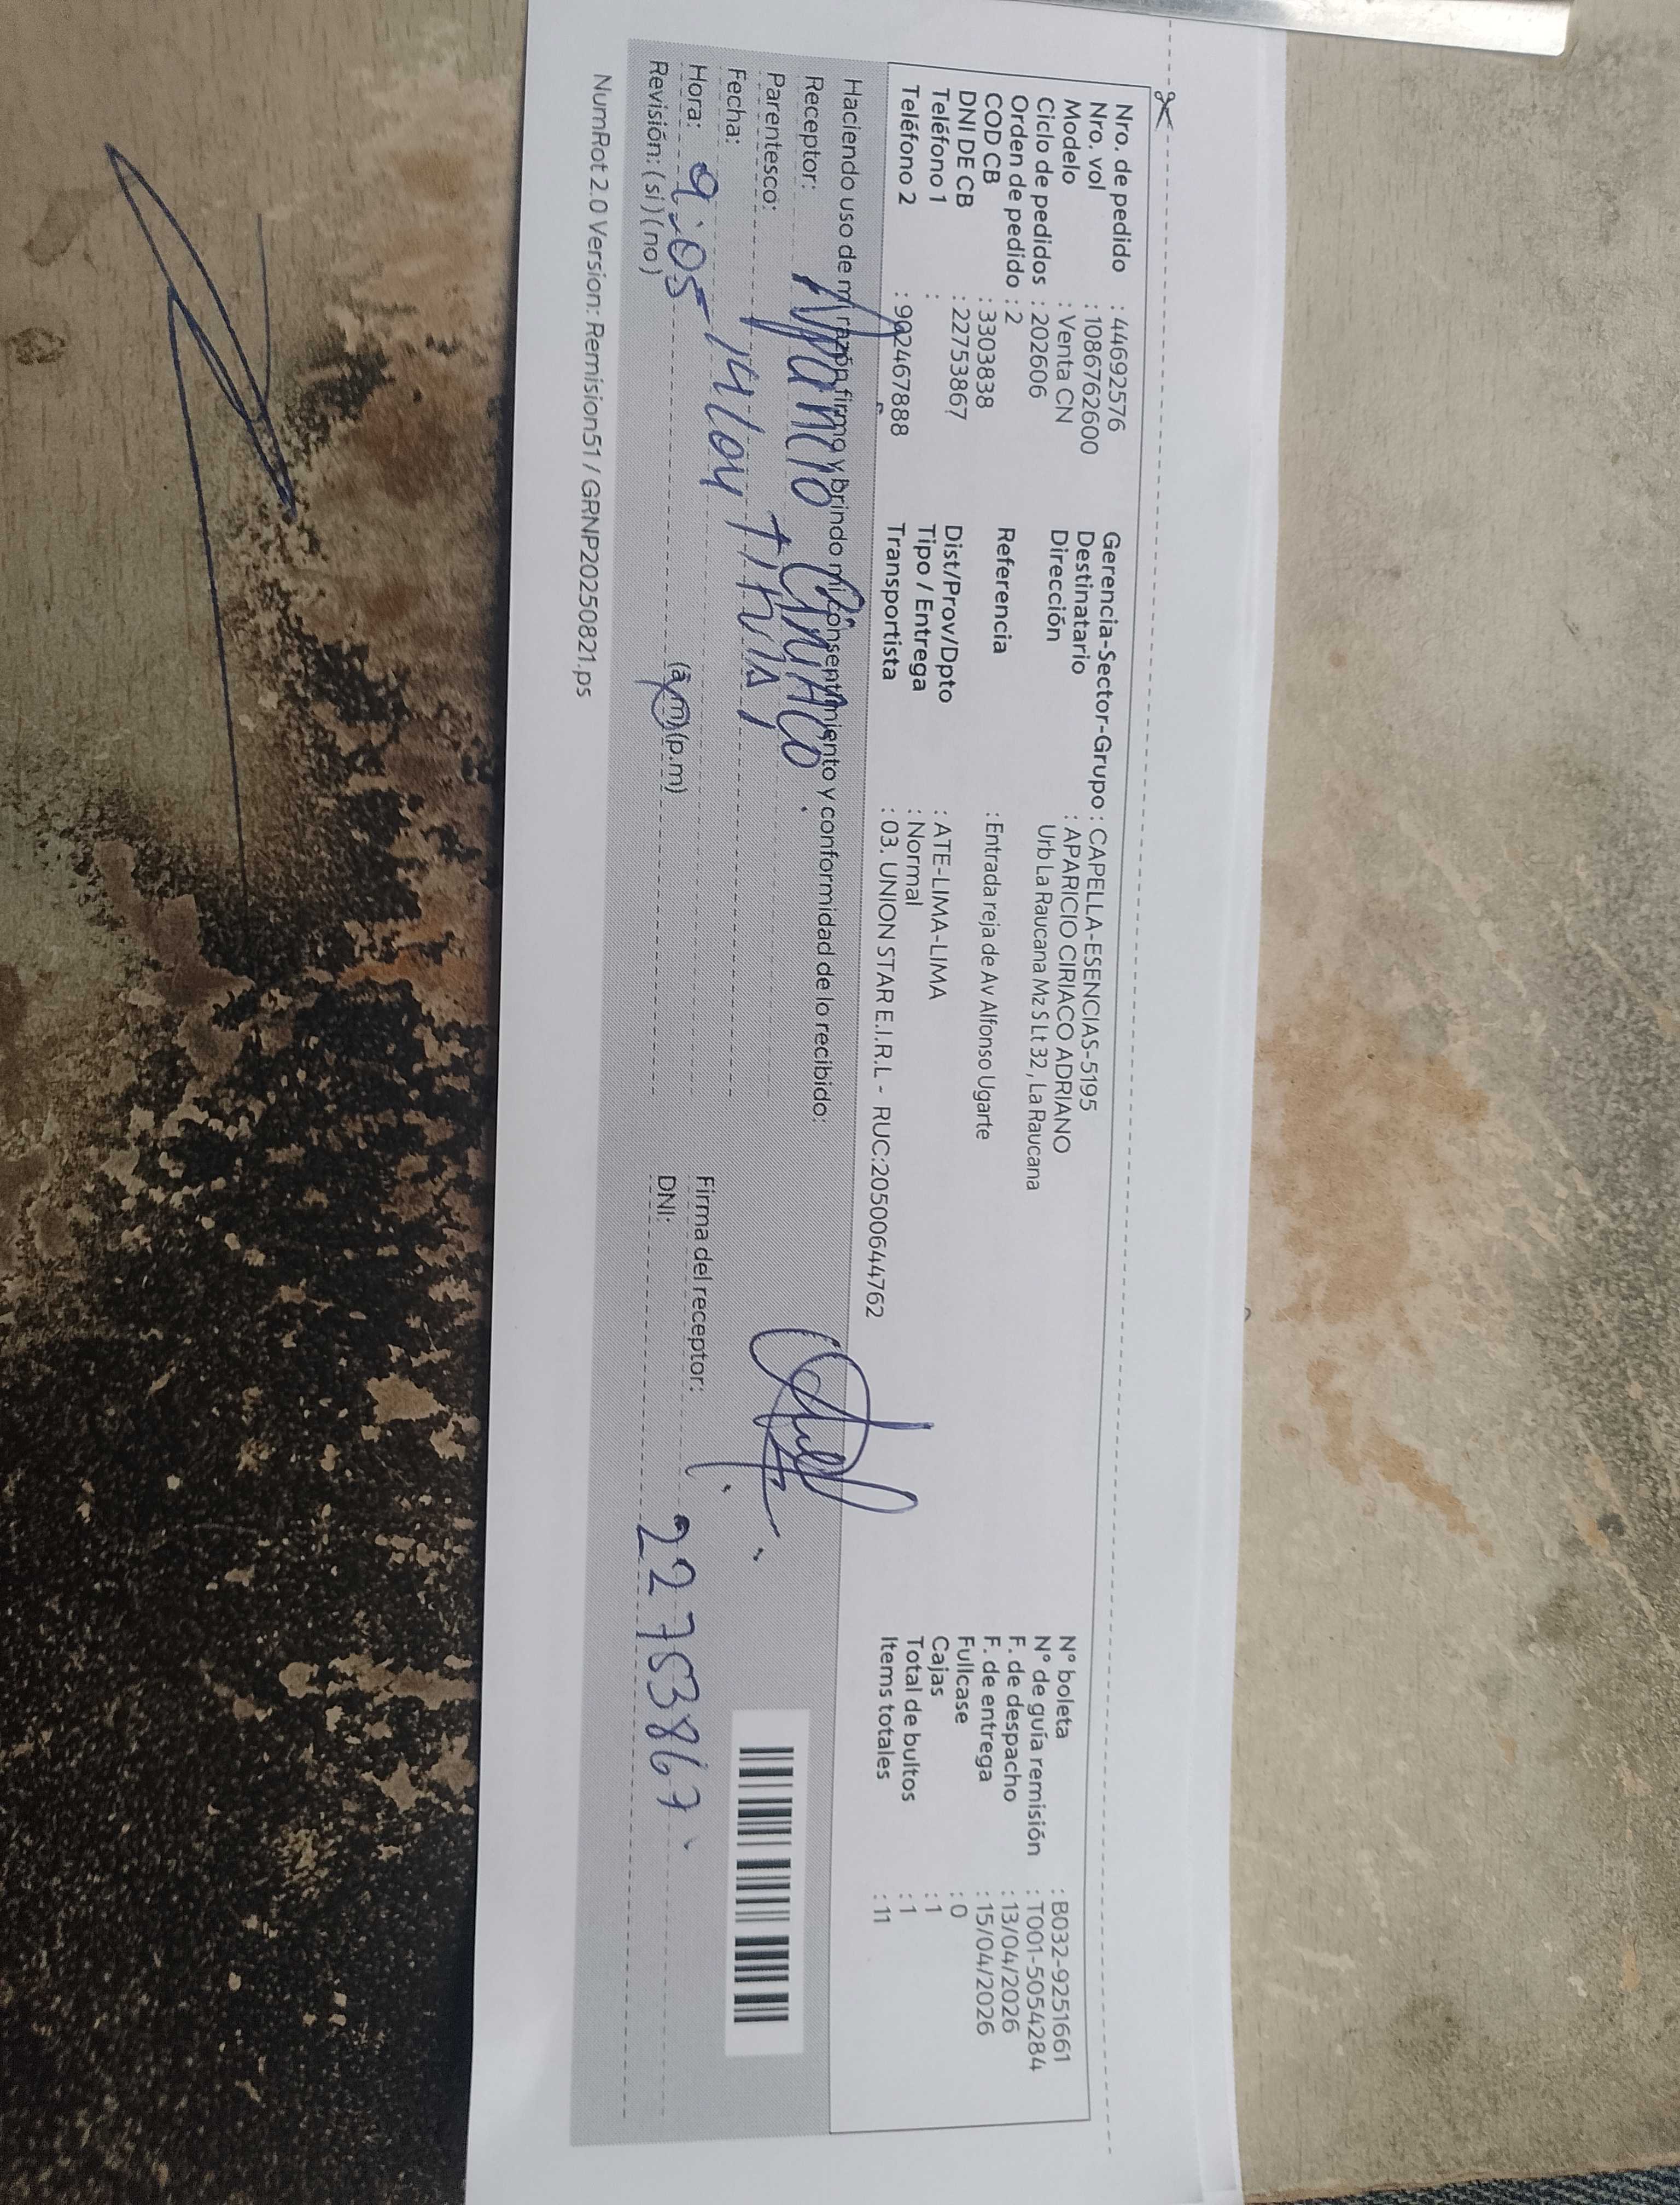 Nro. de pedido : 44692576
Nro. vol : 1086762600
Modelo : Venta CN
Ciclo de pedidos : 202606
Orden de pedido : 2
COD CB : 3303838
DNI DE CB : 22753867
Teléfono 1 :
Teléfono 2 : 902467888
Gerencia-Sector-Grupo : CAPELLA-ESENCIAS-5195
Destinatario : APARICIO CIRIACO ADRIANO
Dirección Urb La Raucana Mz S Lt 32 , La Raucana
Referencia : Entrada reja de Av Alfonso Ugarte
Dist/Prov/Dpto : ATE-LIMA-LIMA
Tipo / Entrega : Normal
Transportista : 03. UNION STAR E.I.R.L - RUC:20500644762
N° boleta : B032-9251661
N° de guía remisión : T001-5054284
F. de despacho : 13/04/2026
F. de entrega : 15/04/2026
Fullcase : 0
Cajas : 1
Total de bultos : 1
Items totales : 11
Haciendo uso de mi razón firmo y brindo mi consentimiento y conformidad de lo recibido:
Receptor:
Parentesco:
Fecha: 14/04
Hora: 9:05 (a.m) (p.m)
Revisión: (si) (no)
Firma del receptor:
DNI: 22753867
NumRot 2.0 Version: Remision51 / GRNP20250821.ps